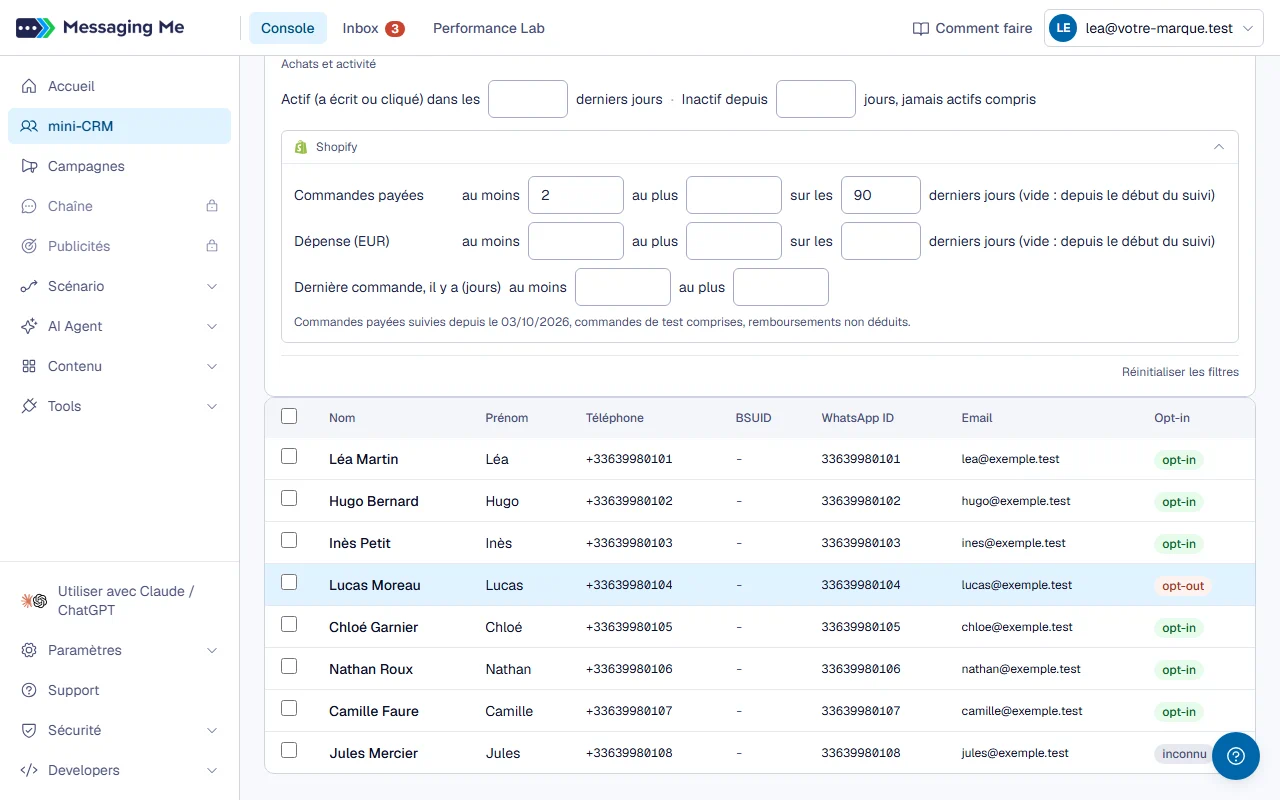 Messaging Me
Console
Inbox 3
Performance Lab
Comment faire
LE lea@votre-marque.test
Accueil
mini-CRM
Campagnes
Chaîne
Publicités
Scénario
AI Agent
Contenu
Tools
Utiliser avec Claude /
ChatGPT
Paramètres
Support
Sécurité
Developers
Achats et activité
Actif (a écrit ou cliqué) dans les derniers jours · Inactif depuis jours, jamais actifs compris
Shopify
Commandes payées au moins 2 au plus sur les 90 derniers jours (vide : depuis le début du suivi)
Dépense (EUR) au moins au plus sur les derniers jours (vide : depuis le début du suivi)
Dernière commande, il y a (jours) au moins au plus
Commandes payées suivies depuis le 03/10/2026, commandes de test comprises, remboursements non déduits.
Réinitialiser les filtres
Nom Prénom Téléphone BSUID WhatsApp ID Email Opt-in
Léa Martin Léa +33639980101 - 33639980101 lea@exemple.test opt-in
Hugo Bernard Hugo +33639980102 - 33639980102 hugo@exemple.test opt-in
Inès Petit Inès +33639980103 - 33639980103 ines@exemple.test opt-in
Lucas Moreau Lucas +33639980104 - 33639980104 lucas@exemple.test opt-out
Chloé Garnier Chloé +33639980105 - 33639980105 chloe@exemple.test opt-in
Nathan Roux Nathan +33639980106 - 33639980106 nathan@exemple.test opt-in
Camille Faure Camille +33639980107 - 33639980107 camille@exemple.test opt-in
Jules Mercier Jules +33639980108 - 33639980108 jules@exemple.test inconnu